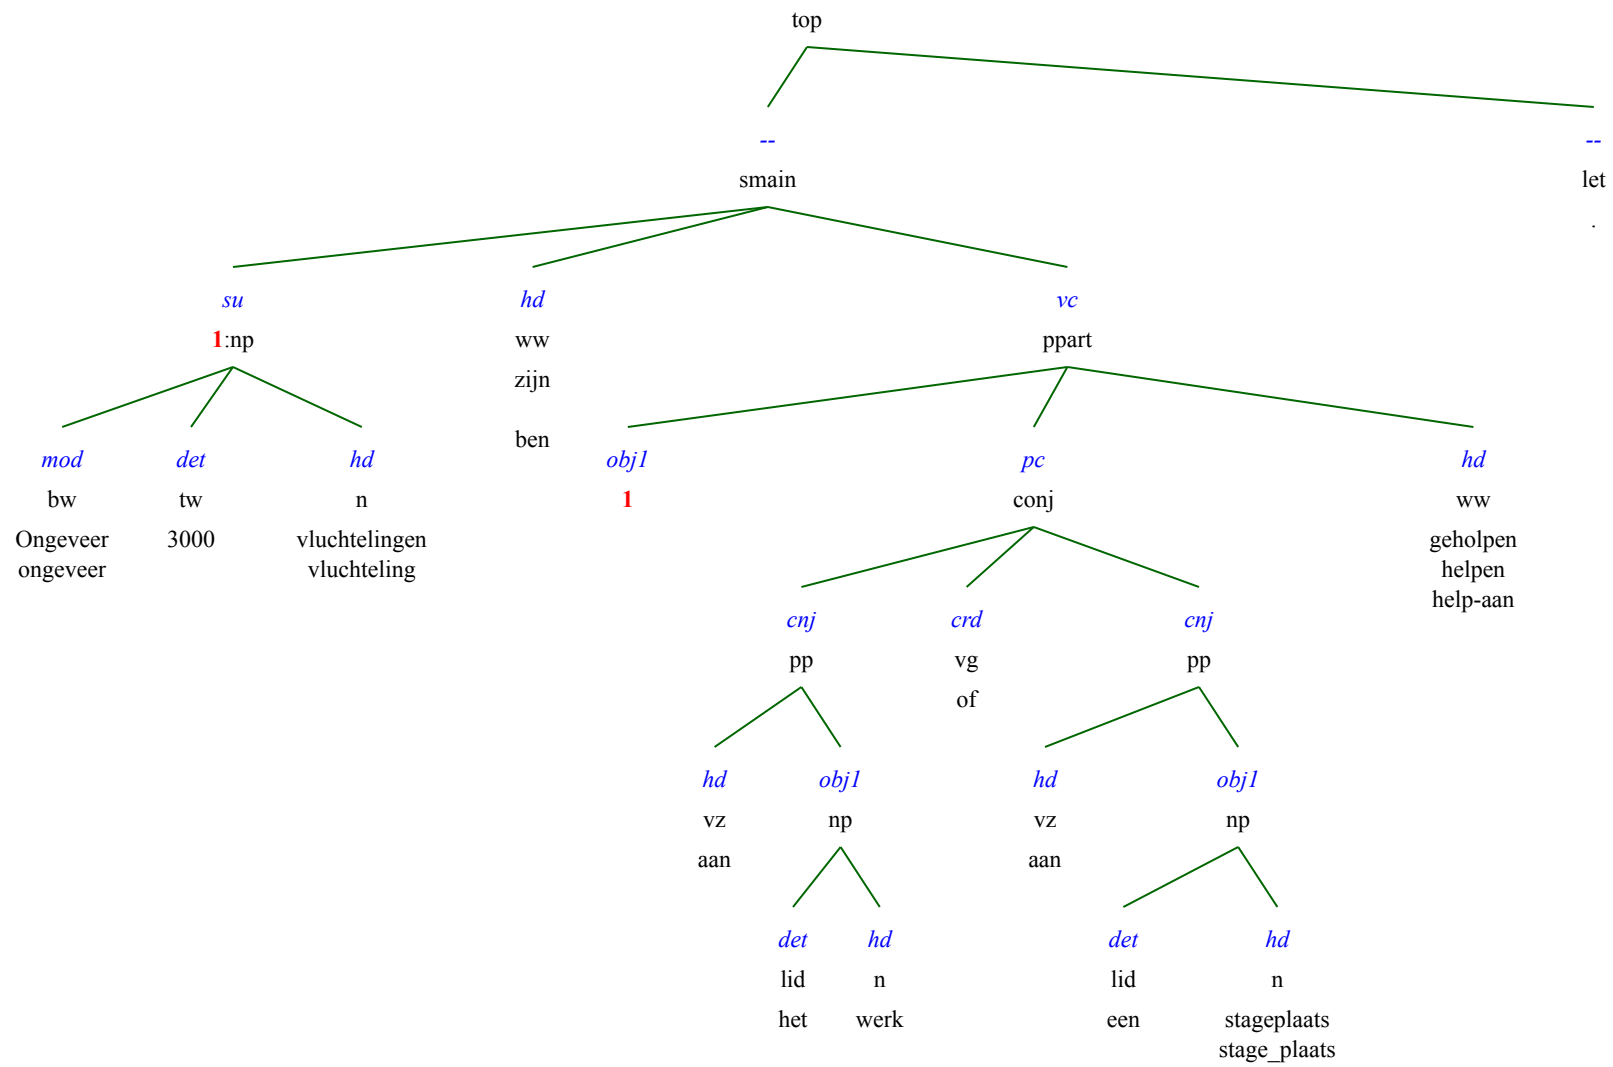 top
-- --
smain let
.
su hd vc
1:np ww ppart
zijn
ben
mod det hd obj1 pc hd
bw tw n 1 conj ww
Ongeveer 3000 vluchtelingen geholpen
ongeveer vluchteling helpen
help-aan
cnj crd cnj
pp vg pp
of
hd obj1 hd obj1
vz np vz np
aan aan
det hd det hd
lid n lid n
het werk een stageplaats
stage_plaats